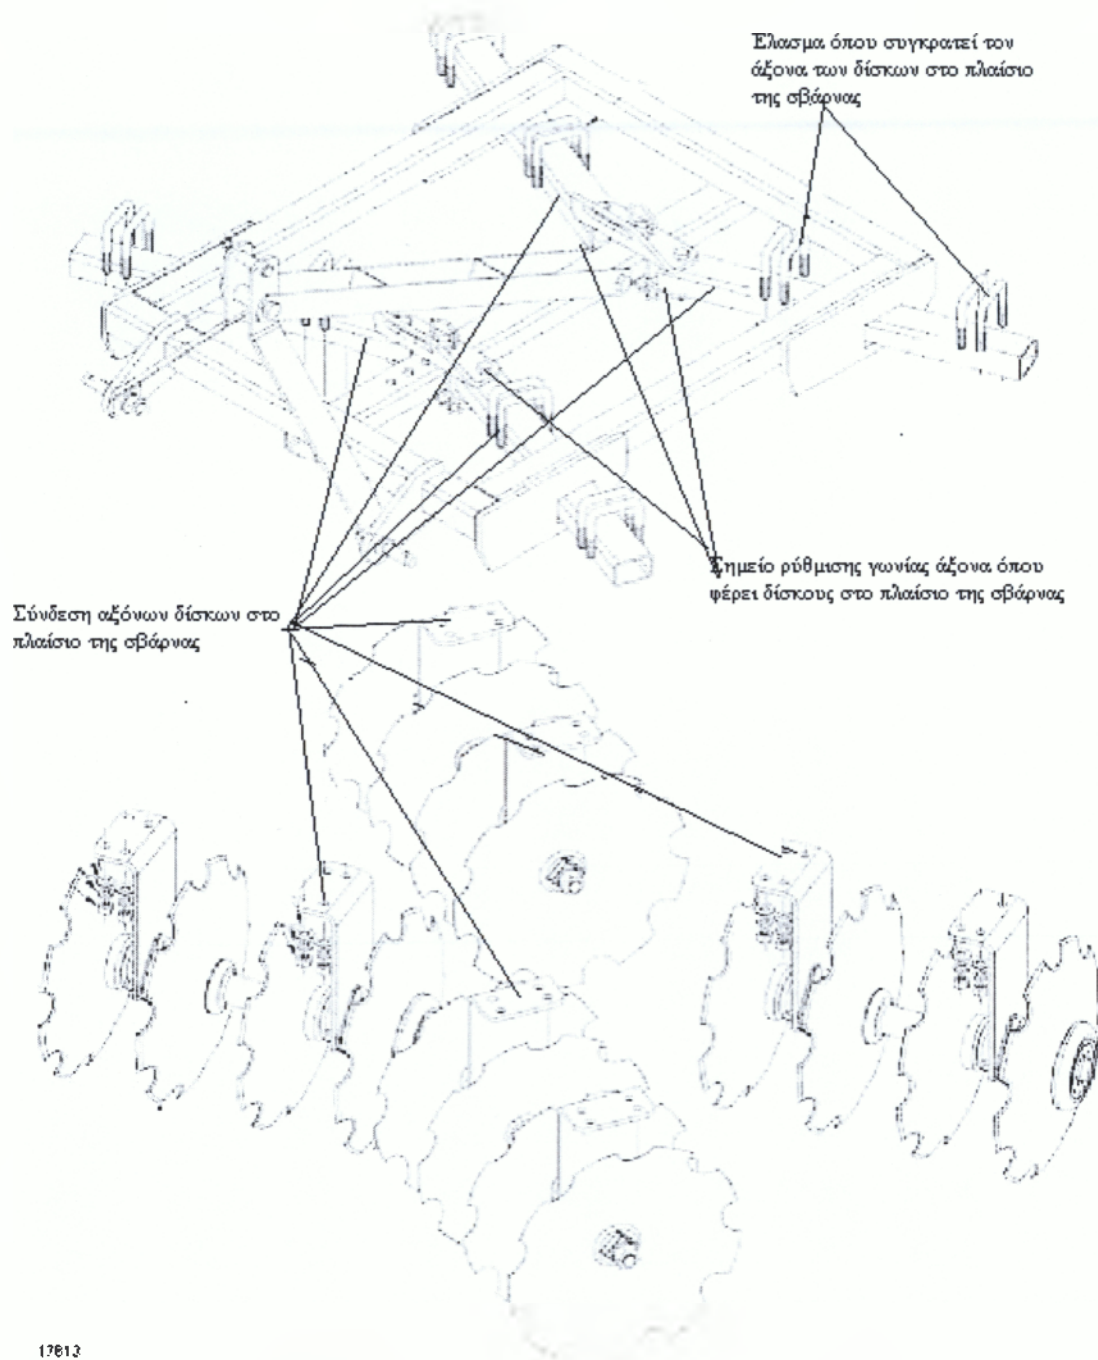 Έλασμα όπου συγκρατεί τον
άξονα των δίσκων στο πλαίσιο
της σβάρνας
Σημείο ρύθμισης γωνίας άξονα όπου
φέρει δίσκους στο πλαίσιο της σβάρνας
Σύνδεση αξόνων δίσκων στο
πλαίσιο της σβάρνας
17813